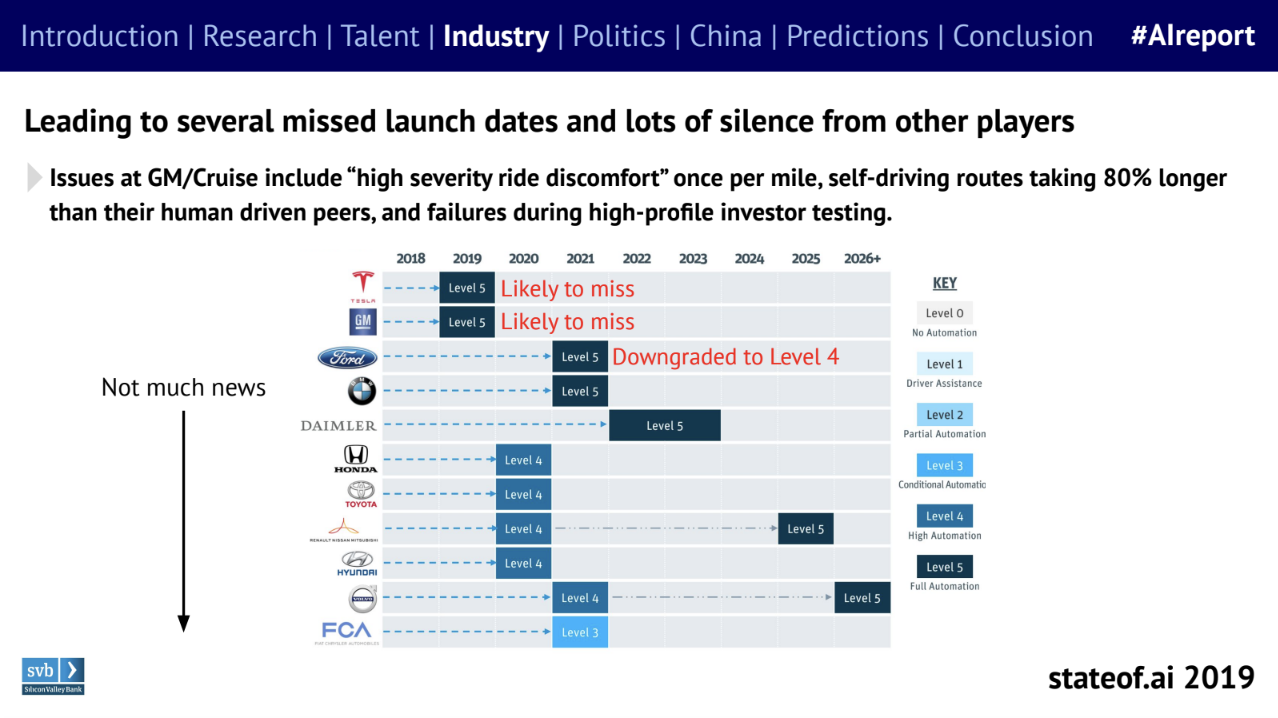 Introduction | Research | Talent | Industry | Politics | China | Predictions | Conclusion #AIreport
Leading to several missed launch dates and lots of silence from other players
Issues at GM/Cruise include “high severity ride discomfort” once per mile, self-driving routes taking 80% longer
than their human driven peers, and failures during high-profile investor testing.
2018 2019 2020 2021 2022 2023 2024 2025 2026+
TESLA Level 5 Likely to miss
GM Level 5 Likely to miss
Ford Level 5 Downgraded to Level 4
BMW Level 5
DAIMLER Level 5
HONDA Level 4
TOYOTA Level 4
RENAULT NISSAN MITSUBISHI Level 4 Level 5
HYUNDAI Level 4
VOLVO Level 4 Level 5
FCA Level 3
FIAT CHRYSLER AUTOMOBILES
Not much news
KEY
Level 0
No Automation
Level 1
Driver Assistance
Level 2
Partial Automation
Level 3
Conditional Automatic
Level 4
High Automation
Level 5
Full Automation
svb
Silicon Valley Bank
stateof.ai 2019